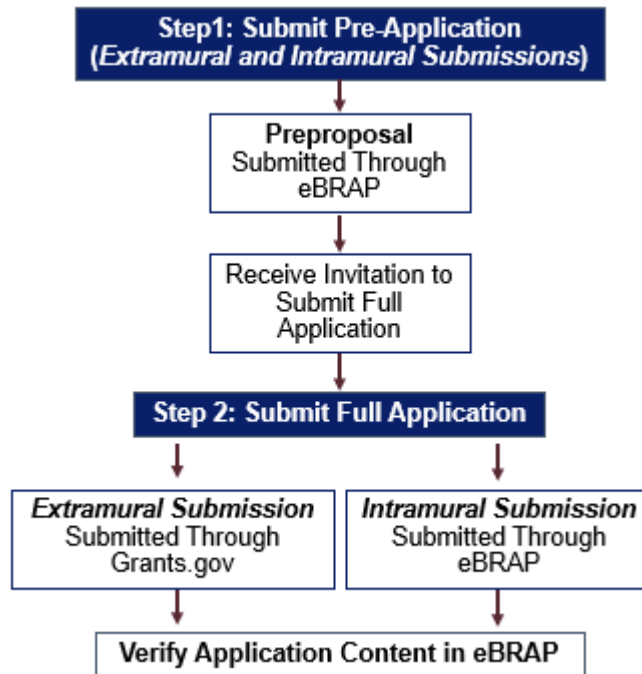 Step1: Submit Pre-Application
(Extramural and Intramural Submissions)
Preproposal
Submitted Through
eBRAP
Receive Invitation to
Submit Full
Application
Step 2: Submit Full Application
Extramural Submission
Submitted Through
Grants.gov
Intramural Submission
Submitted Through
eBRAP
Verify Application Content in eBRAP